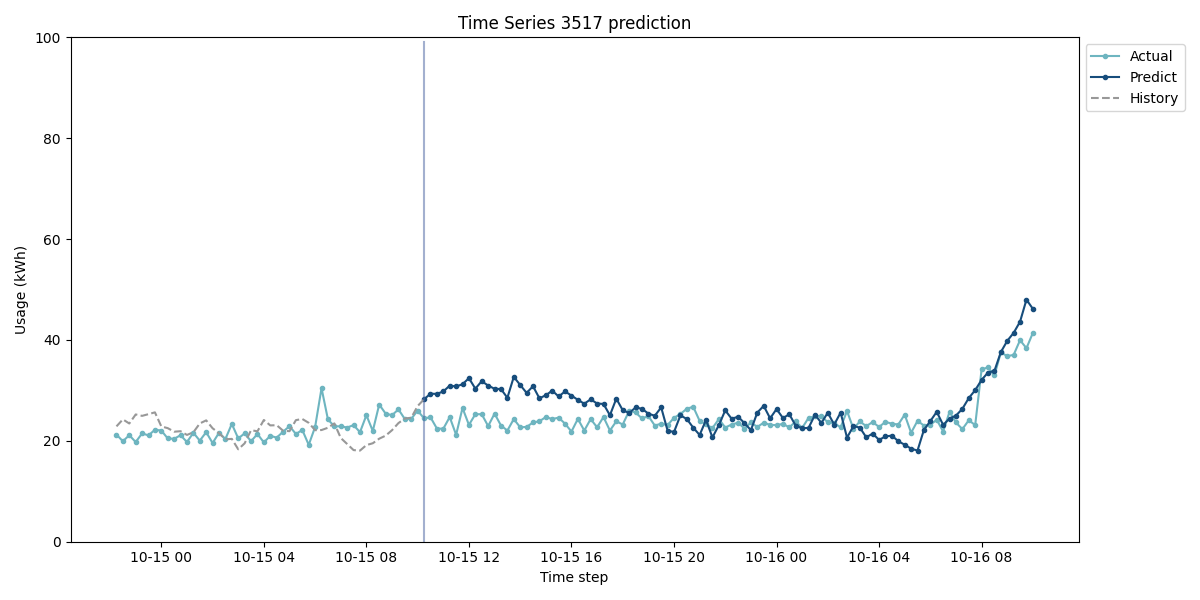 Time Series 3517 prediction
Usage (kWh)
100
80
60
40
20
0
10-15 00
10-15 04
10-15 08
10-15 12
10-15 16
10-15 20
10-16 00
10-16 04
10-16 08
Time step
Actual
Predict
History